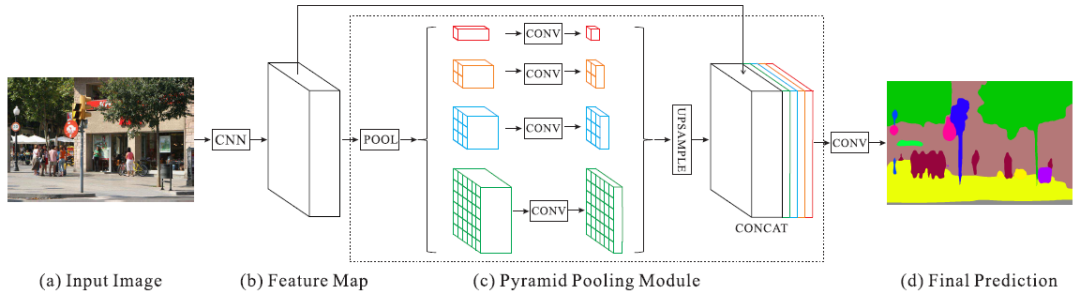 CNN
POOL
CONV
CONV
CONV
CONV
UPSAMPLE
CONCAT
CONV
(a) Input Image
(b) Feature Map
(c) Pyramid Pooling Module
(d) Final Prediction